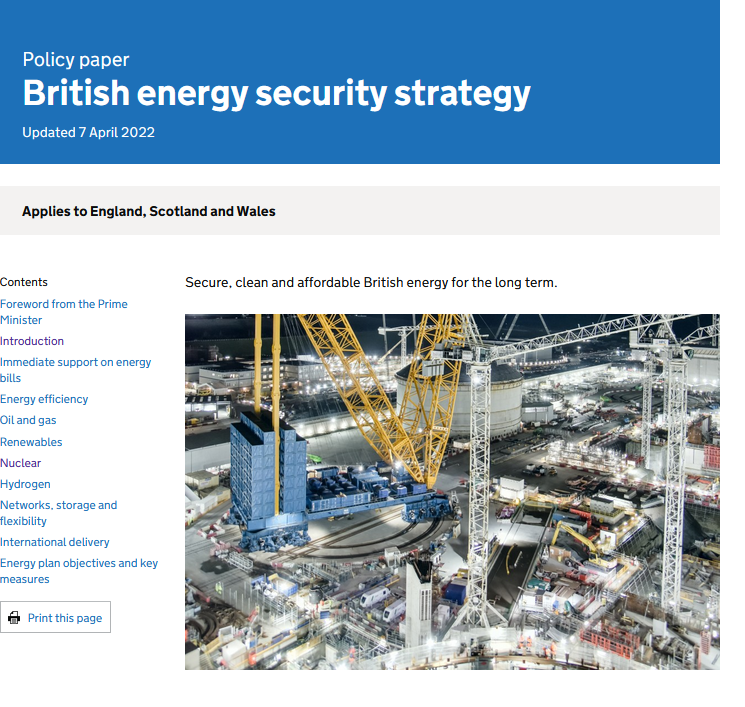 Policy paper
British energy security strategy
Updated 7 April 2022
Applies to England, Scotland and Wales
Contents
Foreword from the Prime
Minister
Introduction
Immediate support on energy
bills
Energy efficiency
Oil and gas
Renewables
Nuclear
Hydrogen
Networks, storage and
flexibility
International delivery
Energy plan objectives and key
measures
Print this page
Secure, clean and affordable British energy for the long term.